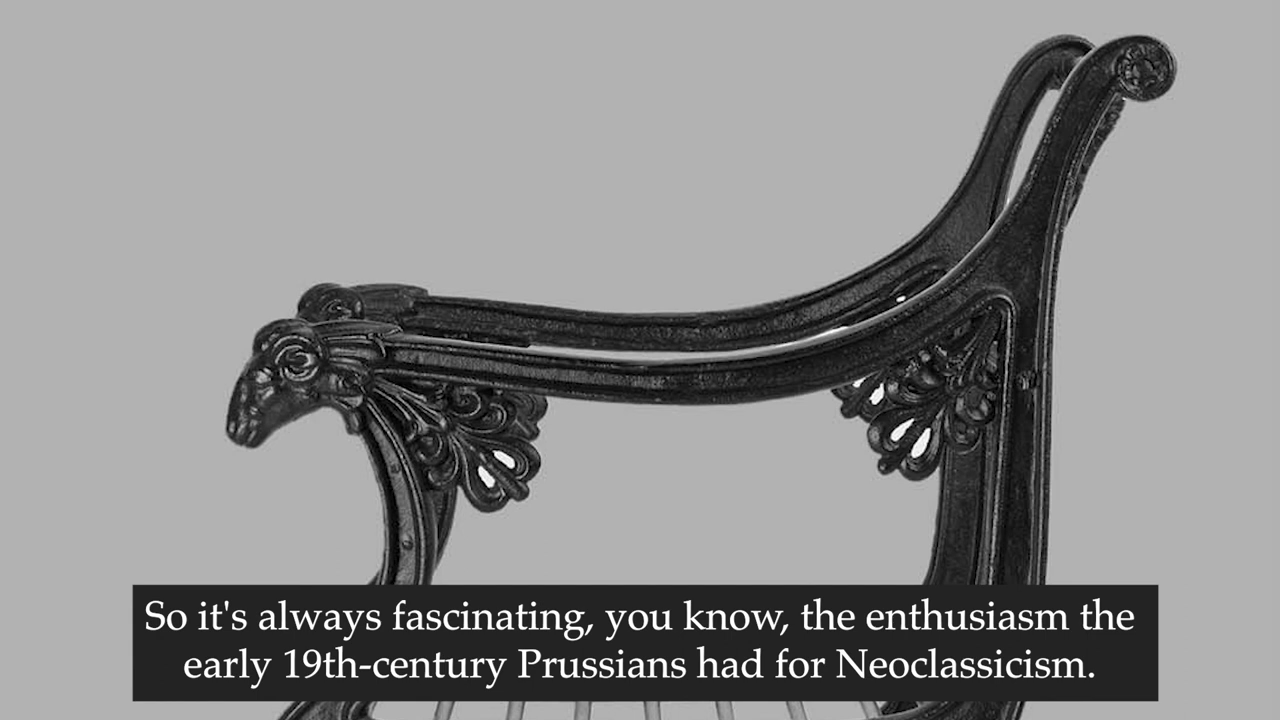 So it's always fascinating, you know, the enthusiasm the
early 19th-century Prussians had for Neoclassicism.